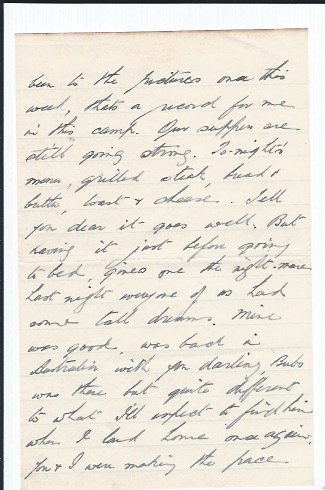 been to the pictures once this
week, thats a record for me
in this camp. Our suppers are
still going strong. To-night's
menu, grilled steak, bread &
butter, toast & cheese. Tell
you dear it goes well. But
having it just before going
to bed, gives one the night-mare
Last night everyone of us had
some tall dreams. Mine
was good, was back in
Australia with you darling, Bubs
was there but quite different
to what I'll expect to find him
when I land home once again.
You & I were making the pace